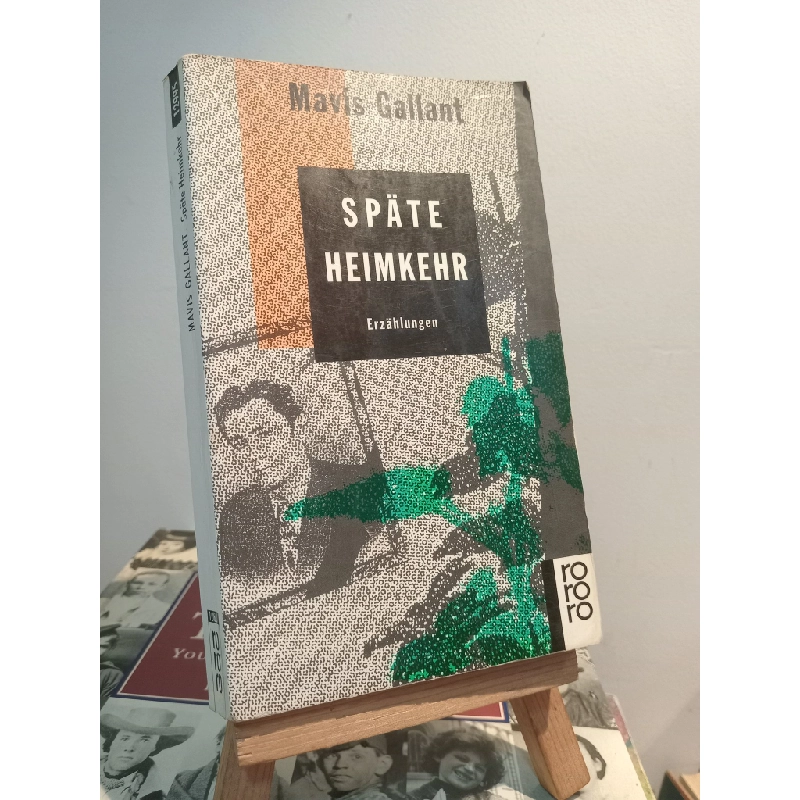 Mavis Gallant
SPÄTE
HEIMKEHR
Erzählungen
ro
ro
ro
MAVIS GALLANT Späte Heimkehr